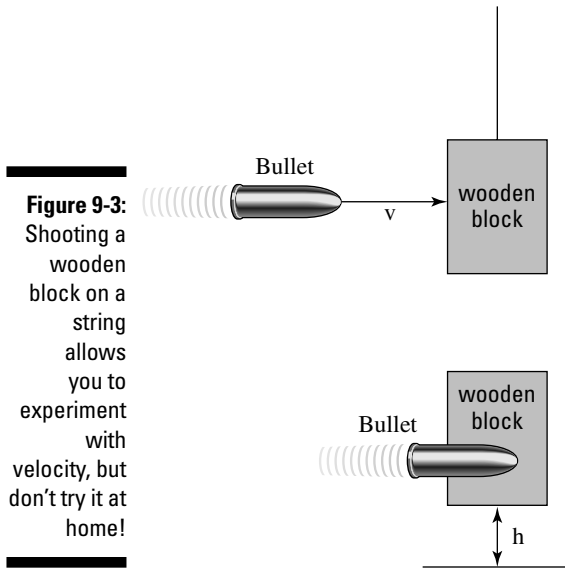 Figure 9-3:
Shooting a
wooden
block on a
string
allows
you to
experiment
with
velocity, but
don't try it at
home!
Bullet
v
wooden
block
Bullet
wooden
block
h